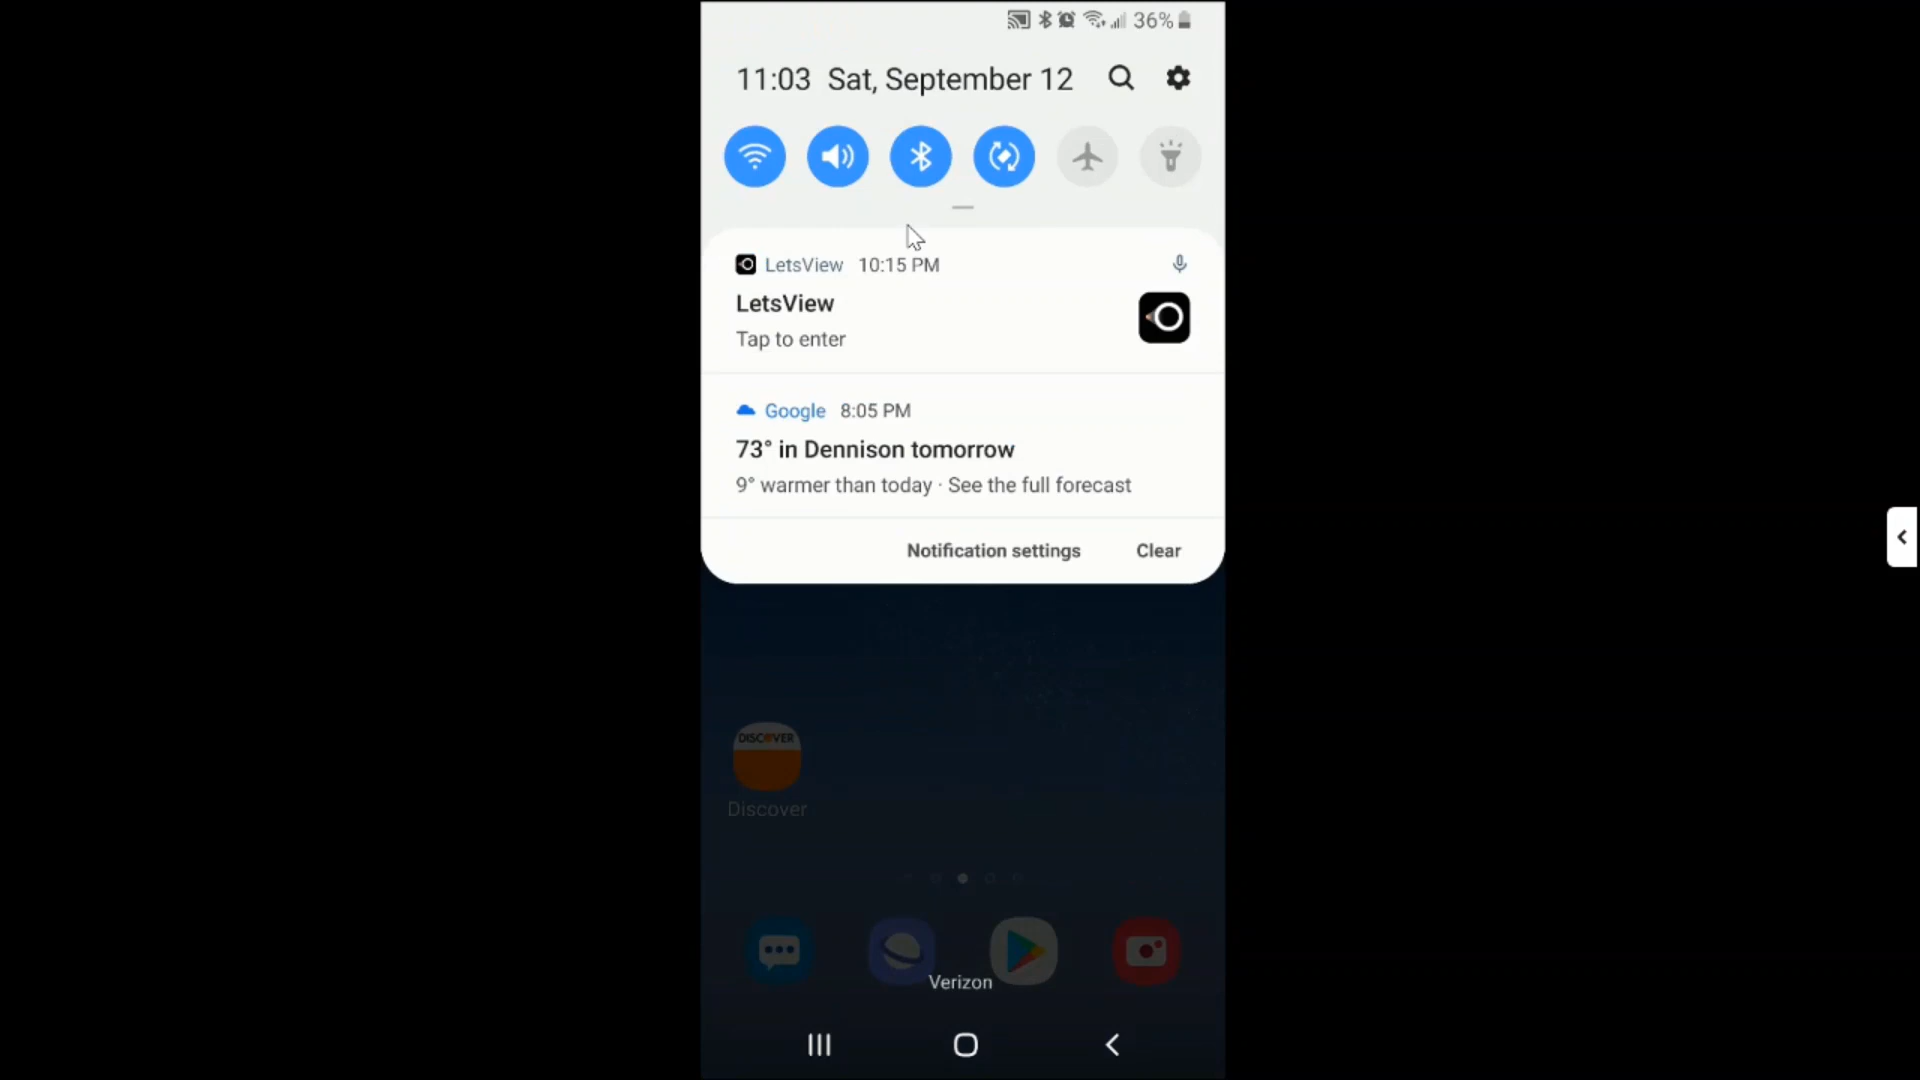 36%
11:03 Sat, September 12
LetsView 10:15 PM
LetsView
Tap to enter
Google 8:05 PM
73° in Dennison tomorrow
9° warmer than today · See the full forecast
Notification settings Clear
DISCOVER
Discover
Verizon